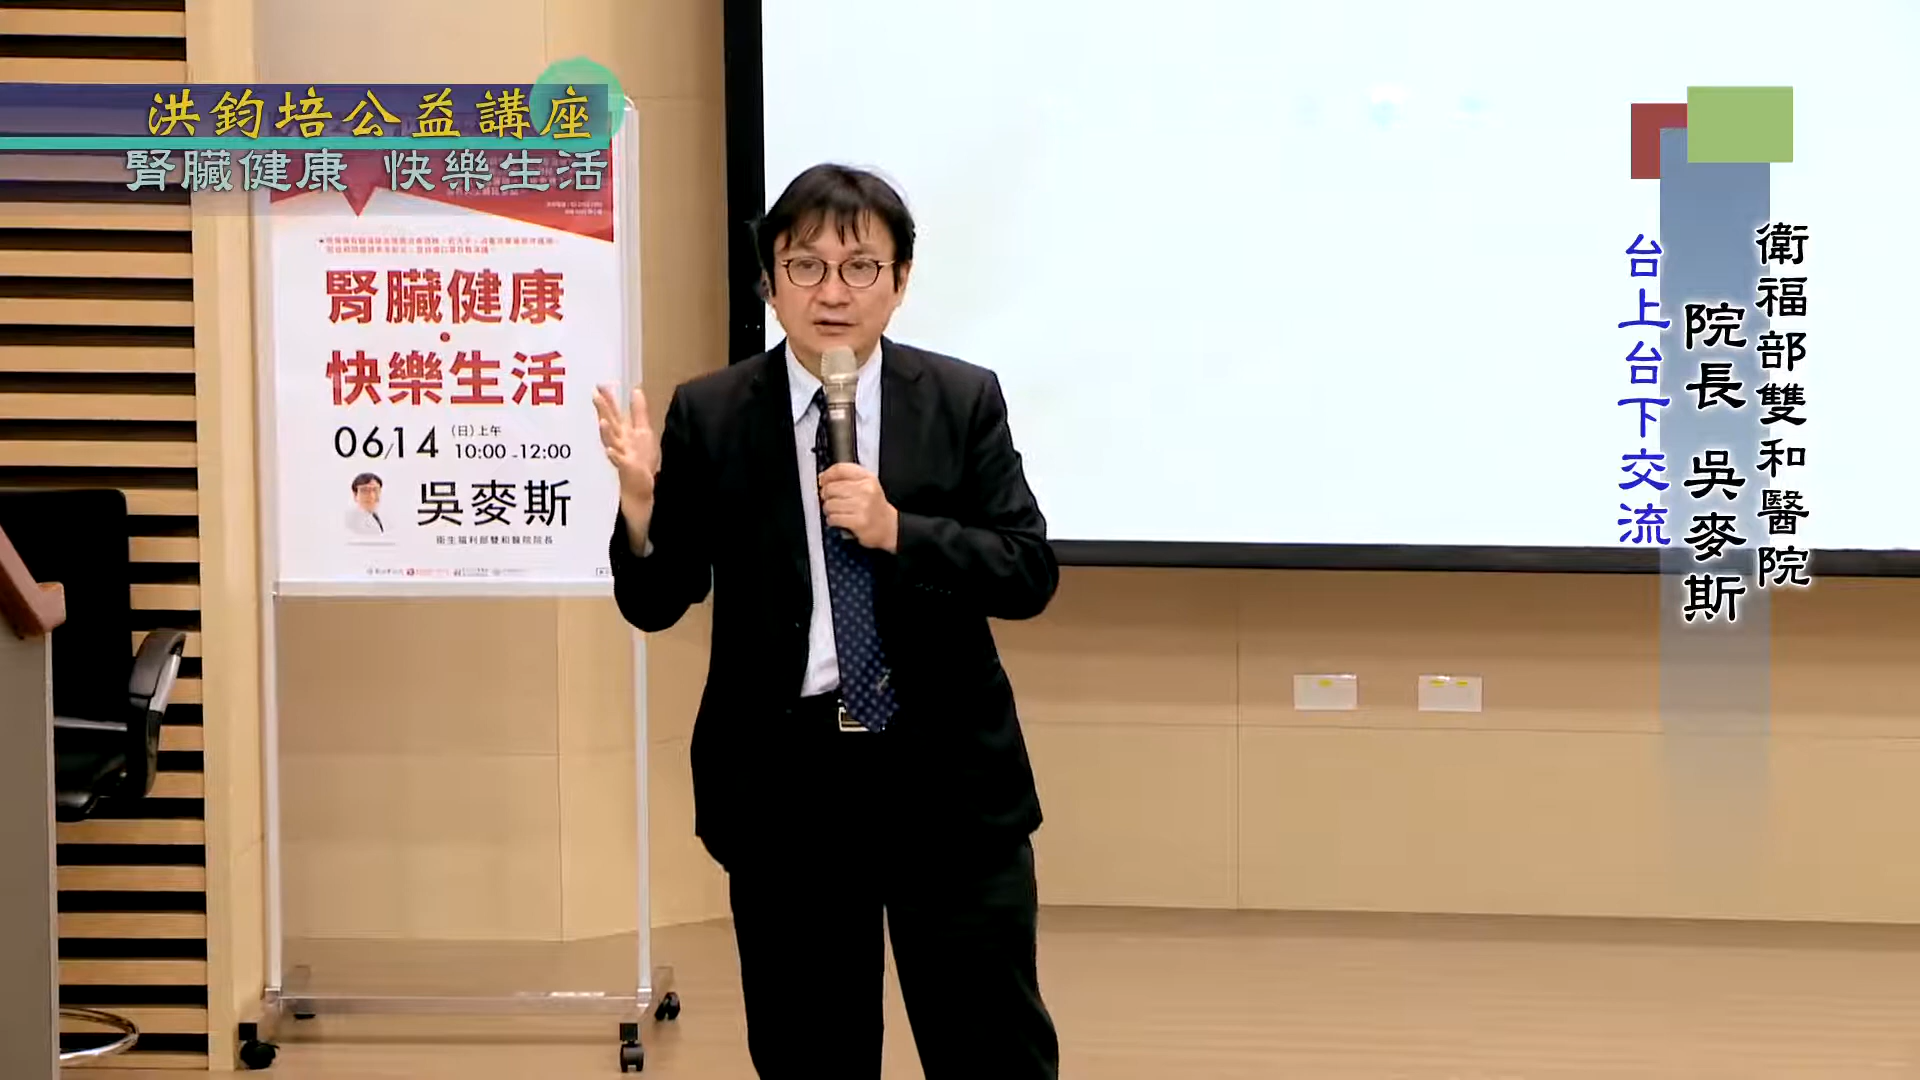 洪鈞培公益講座
腎臟健康 快樂生活
腎臟健康
快樂生活
06/14 (日)上午
10:00 -12:00
吳麥斯
衛生福利部雙和醫院院長
衛福部雙和醫院
院長 吳麥斯
台上台下交流